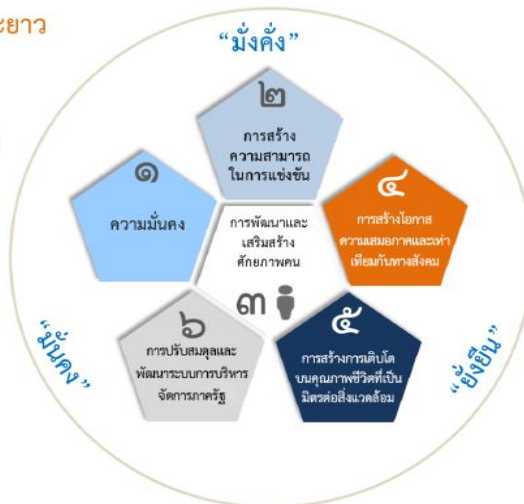 ะยาว
“มั่งคั่ง”
๒
การสร้าง
ความสามารถ
ในการแข่งขัน
๑
ความมั่นคง
๔
การสร้างโอกาส
ความเสมอภาคและเท่า
เทียมกันทางสังคม
การพัฒนาและ
เสริมสร้าง
ศักยภาพคน
๓
๖
การปรับสมดุลและ
พัฒนาระบบการบริหาร
จัดการภาครัฐ
๕
การสร้างการเติบโต
บนคุณภาพชีวิตที่เป็น
มิตรต่อสิ่งแวดล้อม
“มั่นคง”
“ยั่งยืน”